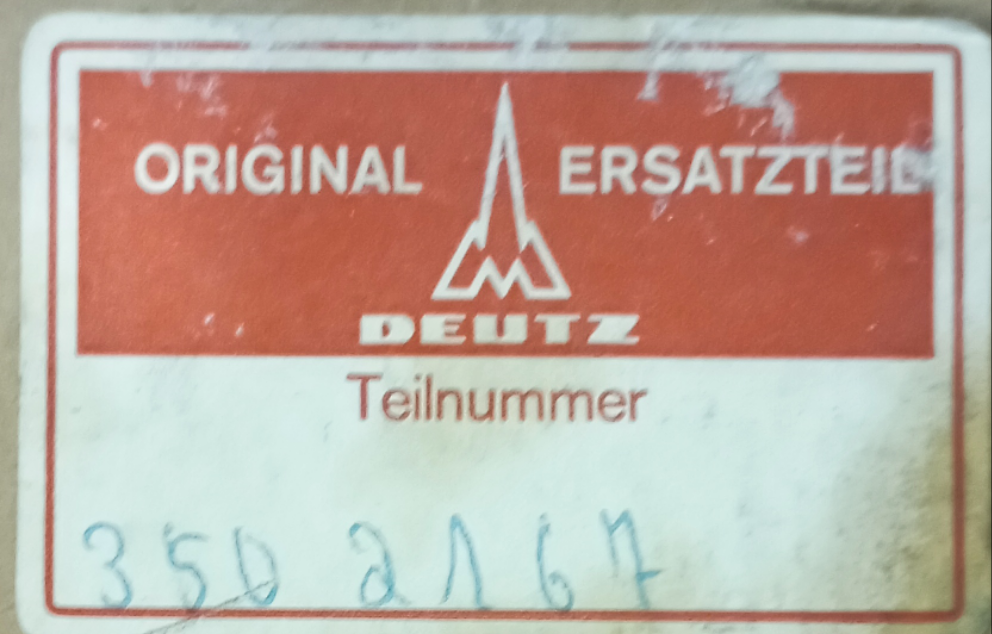 ORIGINAL ERSATZTEIL
DEUTZ
Teilnummer
350 2167